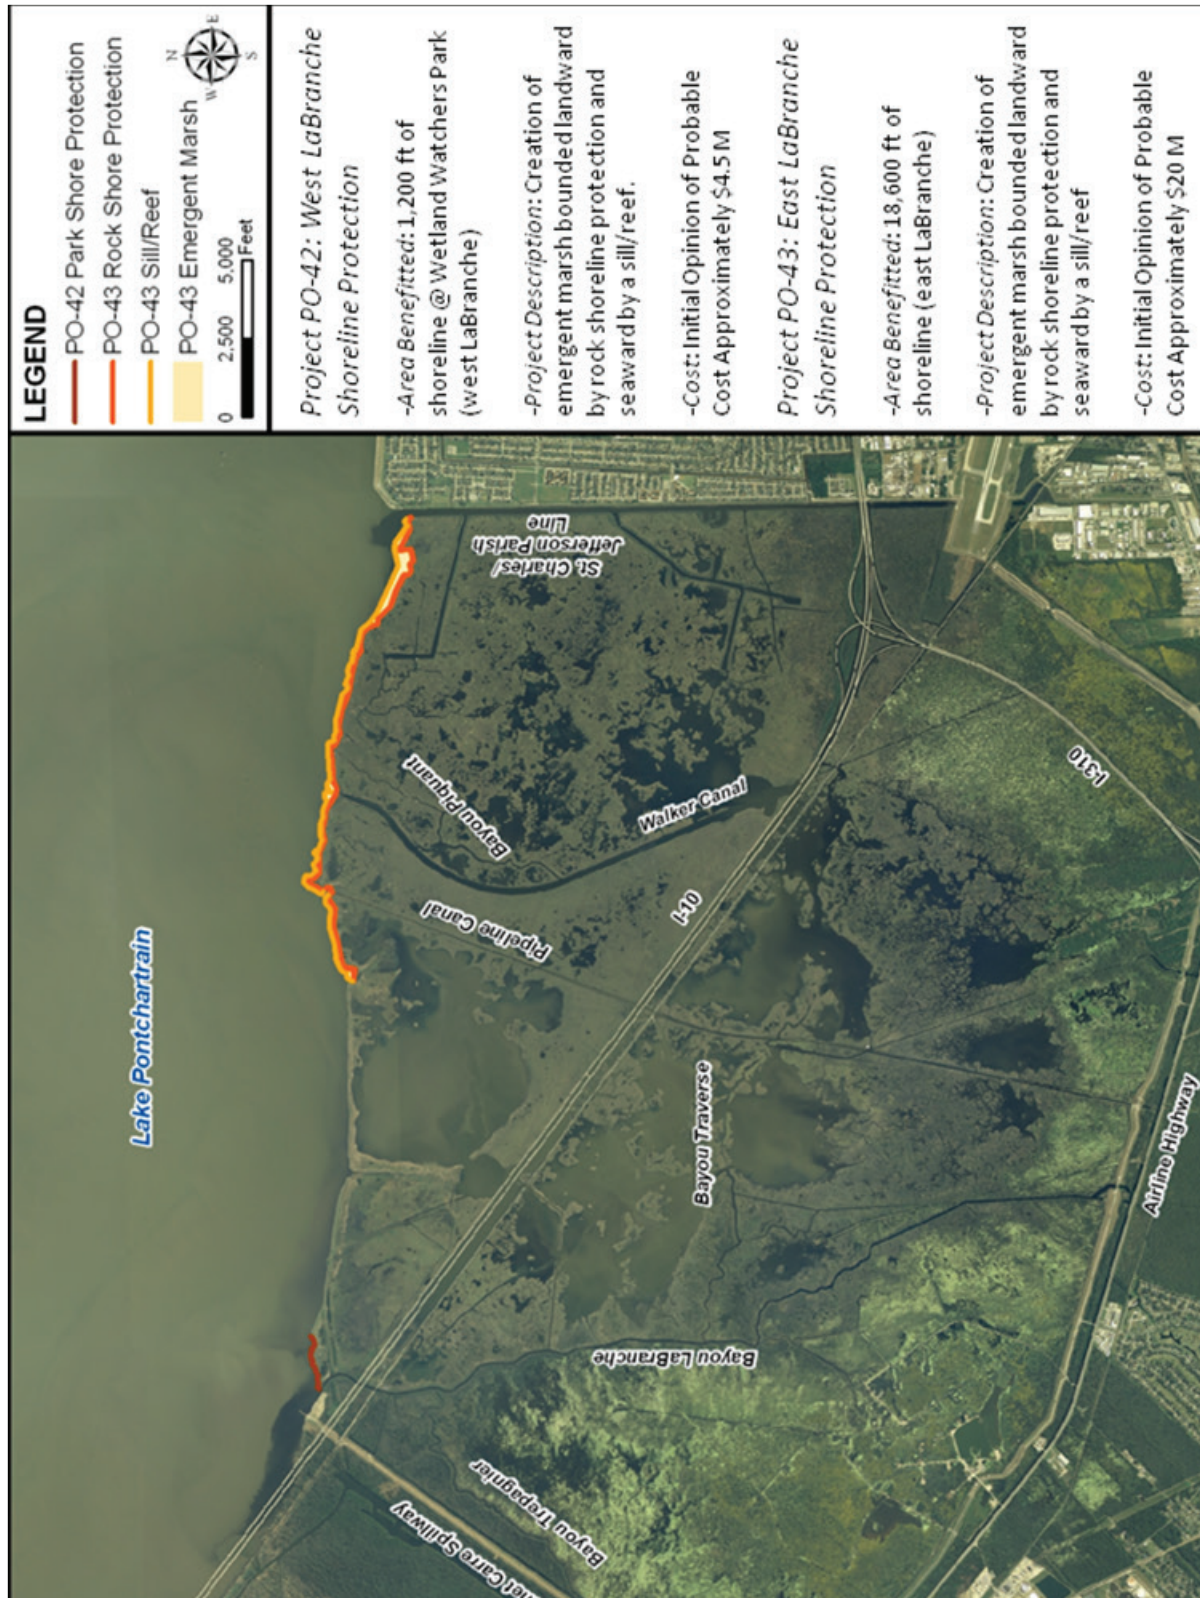 LEGEND
PO-42 Park Shore Protection
PO-43 Rock Shore Protection
PO-43 Sill/Reef
PO-43 Emergent Marsh
N
E
S
W
0 2,500 5,000
Feet
Project PO-42: West LaBranche
Shoreline Protection
-Area Benefitted: 1,200 ft of
shoreline @ Wetland Watchers Park
(west LaBranche)
-Project Description: Creation of
emergent marsh bounded landward
by rock shoreline protection and
seaward by a sill/reef.
-Cost: Initial Opinion of Probable
Cost Approximately $4.5 M
Project PO-43: East LaBranche
Shoreline Protection
-Area Benefitted: 18,600 ft of
shoreline (east LaBranche)
-Project Description: Creation of
emergent marsh bounded landward
by rock shoreline protection and
seaward by a sill/reef
-Cost: Initial Opinion of Probable
Cost Approximately $20 M
Lake Pontchartrain
St. Charles/
Jefferson Parish
Line
Bayou Piquant
Walker Canal
Pipeline Canal
I-10
I-310
Bayou Traverse
Airline Highway
Bayou LaBranche
Bayou Trepagnier
net Carre Spillway